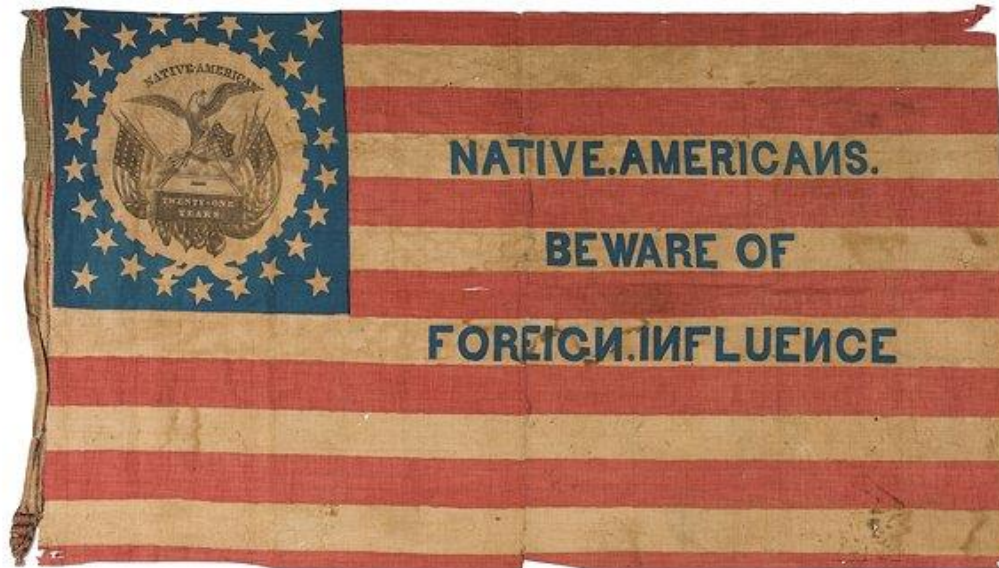 NATIVE-AMERICAN
TWENTY-ONE
YEARS
NATIVE.AMERICANS.
BEWARE OF
FOREIGN.INFLUENCE